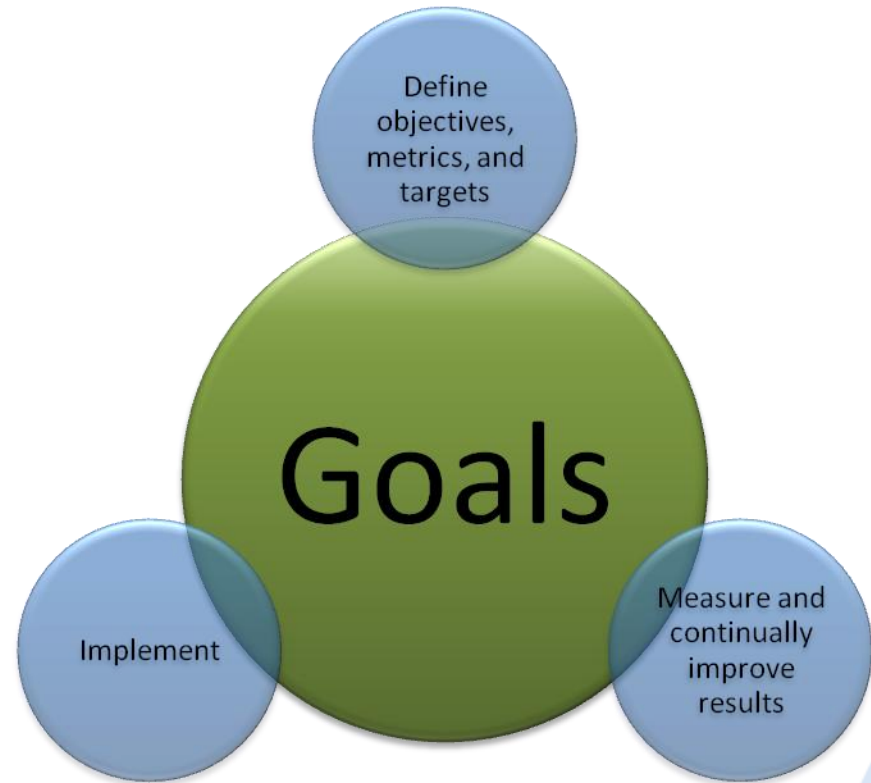 Define
objectives,
metrics, and
targets
Goals
Implement
Measure and
continually
improve
results